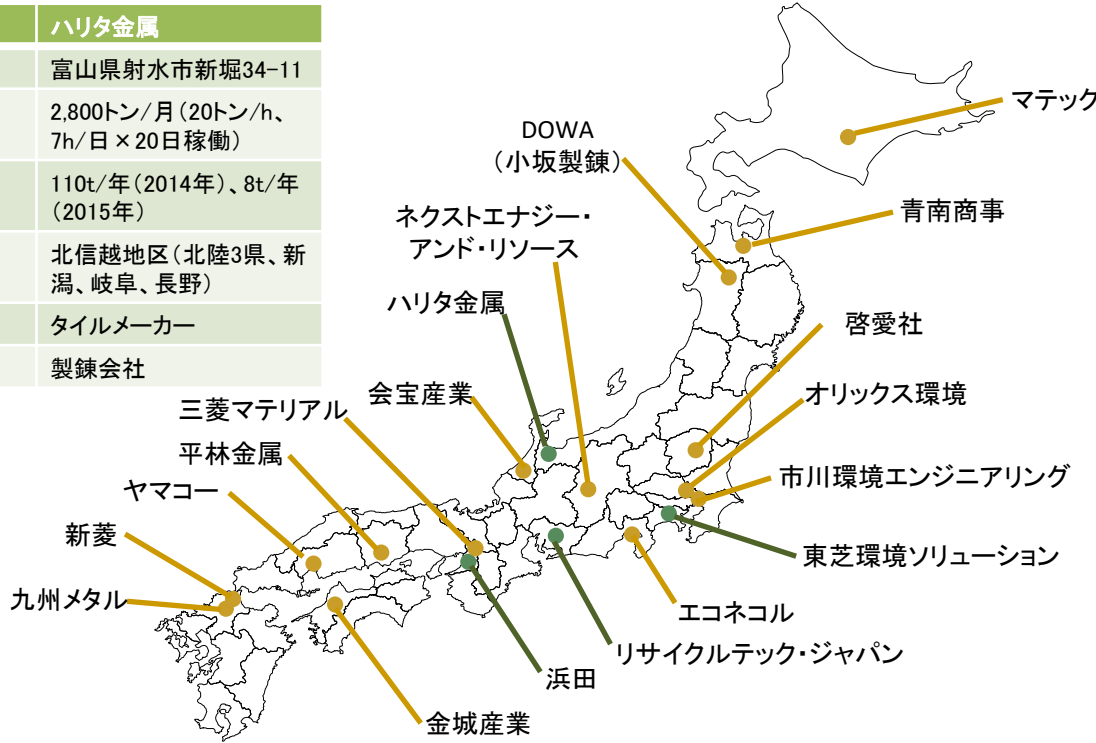 ハリタ金属
富山県射水市新堀34-11
2,800トン/月(20トン/h、
7h/日×20日稼働)
110t/年(2014年)、8t/年
(2015年)
北信越地区(北陸3県、新
潟、岐阜、長野)
タイルメーカー
製錬会社
マテック
DOWA
(小坂製錬)
青南商事
ネクストエナジー・
アンド・リソース
ハリタ金属
啓愛社
会宝産業
オリックス環境
三菱マテリアル
平林金属
市川環境エンジニアリング
ヤマコー
新菱
東芝環境ソリューション
九州メタル
エコネコル
リサイクルテック・ジャパン
浜田
金城産業